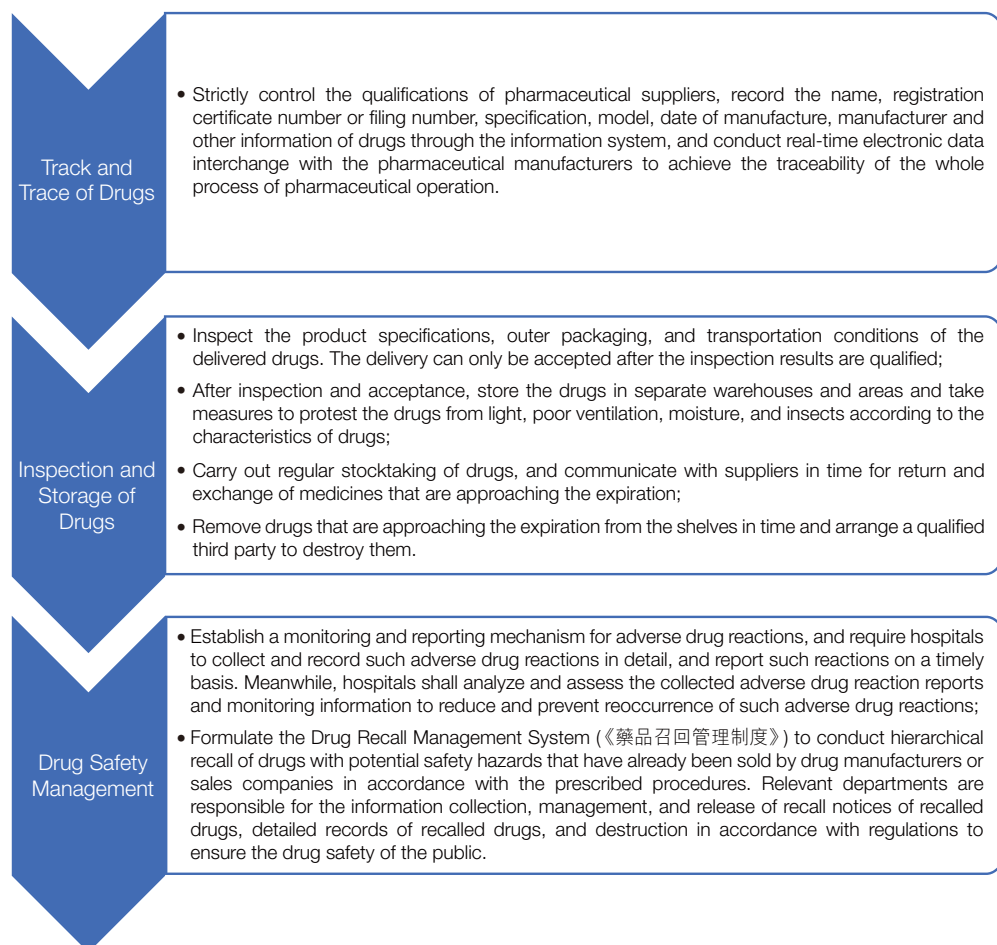 Track and
Trace of Drugs
• Strictly control the qualifications of pharmaceutical suppliers, record the name, registration
certificate number or filing number, specification, model, date of manufacture, manufacturer and
other information of drugs through the information system, and conduct real-time electronic data
interchange with the pharmaceutical manufacturers to achieve the traceability of the whole
process of pharmaceutical operation.
Inspection and
Storage of
Drugs
• Inspect the product specifications, outer packaging, and transportation conditions of the
delivered drugs. The delivery can only be accepted after the inspection results are qualified;
• After inspection and acceptance, store the drugs in separate warehouses and areas and take
measures to protest the drugs from light, poor ventilation, moisture, and insects according to the
characteristics of drugs;
• Carry out regular stocktaking of drugs, and communicate with suppliers in time for return and
exchange of medicines that are approaching the expiration;
• Remove drugs that are approaching the expiration from the shelves in time and arrange a qualified
third party to destroy them.
Drug Safety
Management
• Establish a monitoring and reporting mechanism for adverse drug reactions, and require hospitals
to collect and record such adverse drug reactions in detail, and report such reactions on a timely
basis. Meanwhile, hospitals shall analyze and assess the collected adverse drug reaction reports
and monitoring information to reduce and prevent reoccurrence of such adverse drug reactions;
• Formulate the Drug Recall Management System (《藥品召回管理制度》) to conduct hierarchical
recall of drugs with potential safety hazards that have already been sold by drug manufacturers or
sales companies in accordance with the prescribed procedures. Relevant departments are
responsible for the information collection, management, and release of recall notices of recalled
drugs, detailed records of recalled drugs, and destruction in accordance with regulations to
ensure the drug safety of the public.